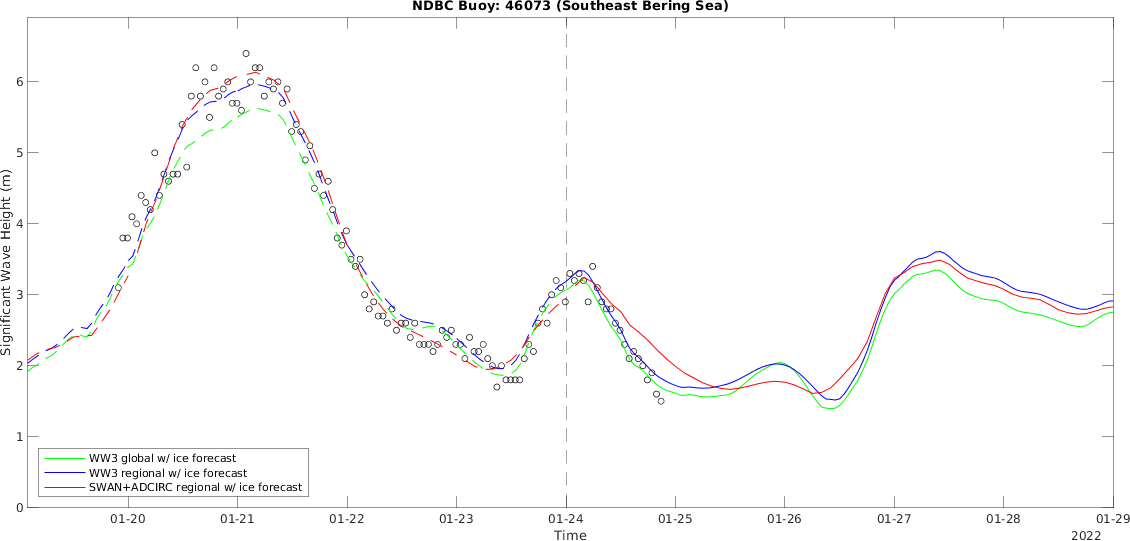 NDBC Buoy: 46073 (Southeast Bering Sea)
Significant Wave Height (m)
6
5
4
3
2
1
0
WW3 global w/ ice forecast
WW3 regional w/ ice forecast
SWAN+ADCIRC regional w/ ice forecast
01-20 01-21 01-22 01-23 01-24 01-25 01-26 01-27 01-28 01-29
Time
2022